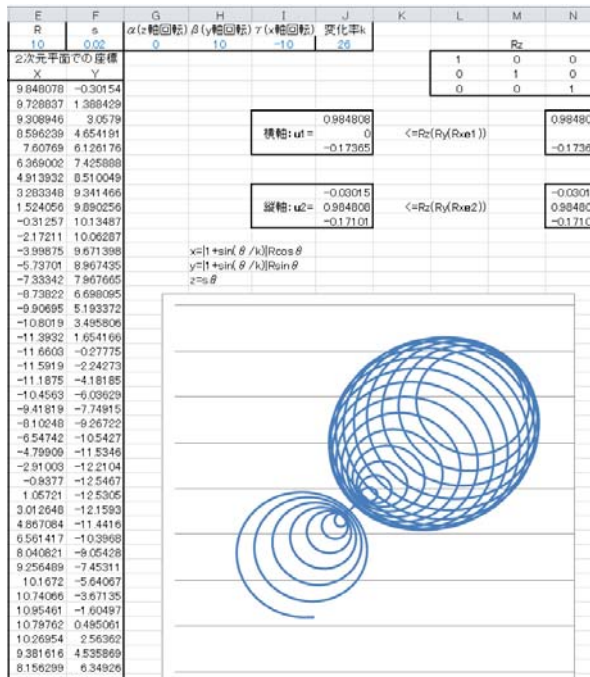 E F G H I J K L M N
R s α(z軸回転) β(y軸回転) γ(x軸回転) 変化率k
10 0.02 0 10 -10 26 Rz
2次元平面での座標 1 0 0
X Y 0 1 0
9.848078 -0.30154 0 0 1
9.728837 1.388429
9.308946 3.0579 0.984808 0.98480
8.596239 4.654191 横軸:u1= 0 <=Rz(Ry(Rxe1))
7.60769 6.126176 -0.17365 -0.1736
6.369002 7.425888
4.913932 8.510049
3.283348 9.341466 -0.03015 -0.0301
1.524056 9.890256 縦軸:u2= 0.984808 <=Rz(Ry(Rxe2)) 0.98480
-0.31257 10.13487 -0.17101 -0.1710
-2.17211 10.06287
-3.99875 9.671398 x=|1+sin(θ/k)|Rcosθ
-5.73701 8.967435 y=|1+sin(θ/k)|Rsinθ
-7.33342 7.967665 z=sθ
-8.73822 6.698095
-9.90695 5.193372
-10.8019 3.495806
-11.3932 1.654166
-11.6603 -0.27775
-11.5919 -2.24273
-11.1875 -4.18185
-10.4563 -6.03629
-9.41819 -7.74915
-8.10248 -9.26722
-6.54742 -10.5427
-4.79909 -11.5346
-2.91003 -12.2104
-0.9377 -12.5467
1.05721 -12.5305
3.012648 -12.1593
4.867084 -11.4416
6.561417 -10.3968
8.040821 -9.05428
9.256489 -7.45311
10.1672 -5.64067
10.74066 -3.67135
10.95461 -1.60497
10.79762 0.495061
10.26954 2.56362
9.381616 4.535869
8.156299 6.34926